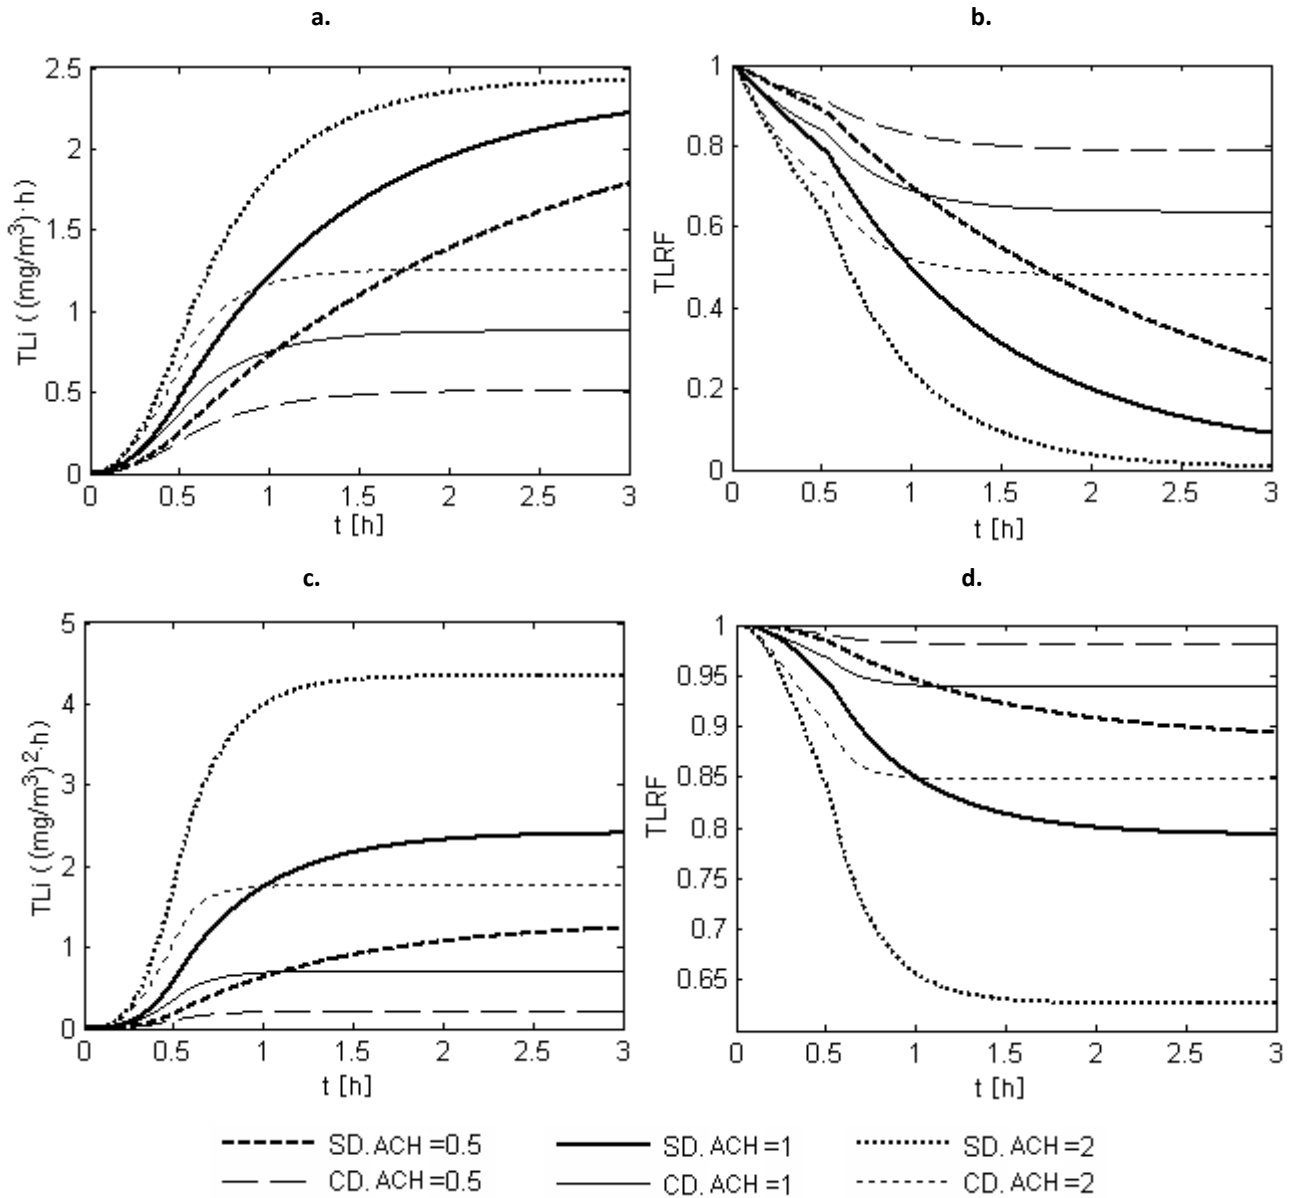 a.
b.
2.5
2
1.5
1
0.5
0
TLi ( (mg/m³)·h)
0 0.5 1 1.5 2 2.5 3
t [h]
1
0.8
0.6
0.4
0.2
0
TLRF
0 0.5 1 1.5 2 2.5 3
t [h]
c.
d.
5
4
3
2
1
0
TLi ( (mg/m³)²·h)
0 0.5 1 1.5 2 2.5 3
t [h]
1
0.95
0.9
0.85
0.8
0.75
0.7
0.65
TLRF
0 0.5 1 1.5 2 2.5 3
t [h]
SD. ACH =0.5 SD. ACH =1 SD. ACH =2
CD. ACH =0.5 CD. ACH =1 CD. ACH =2